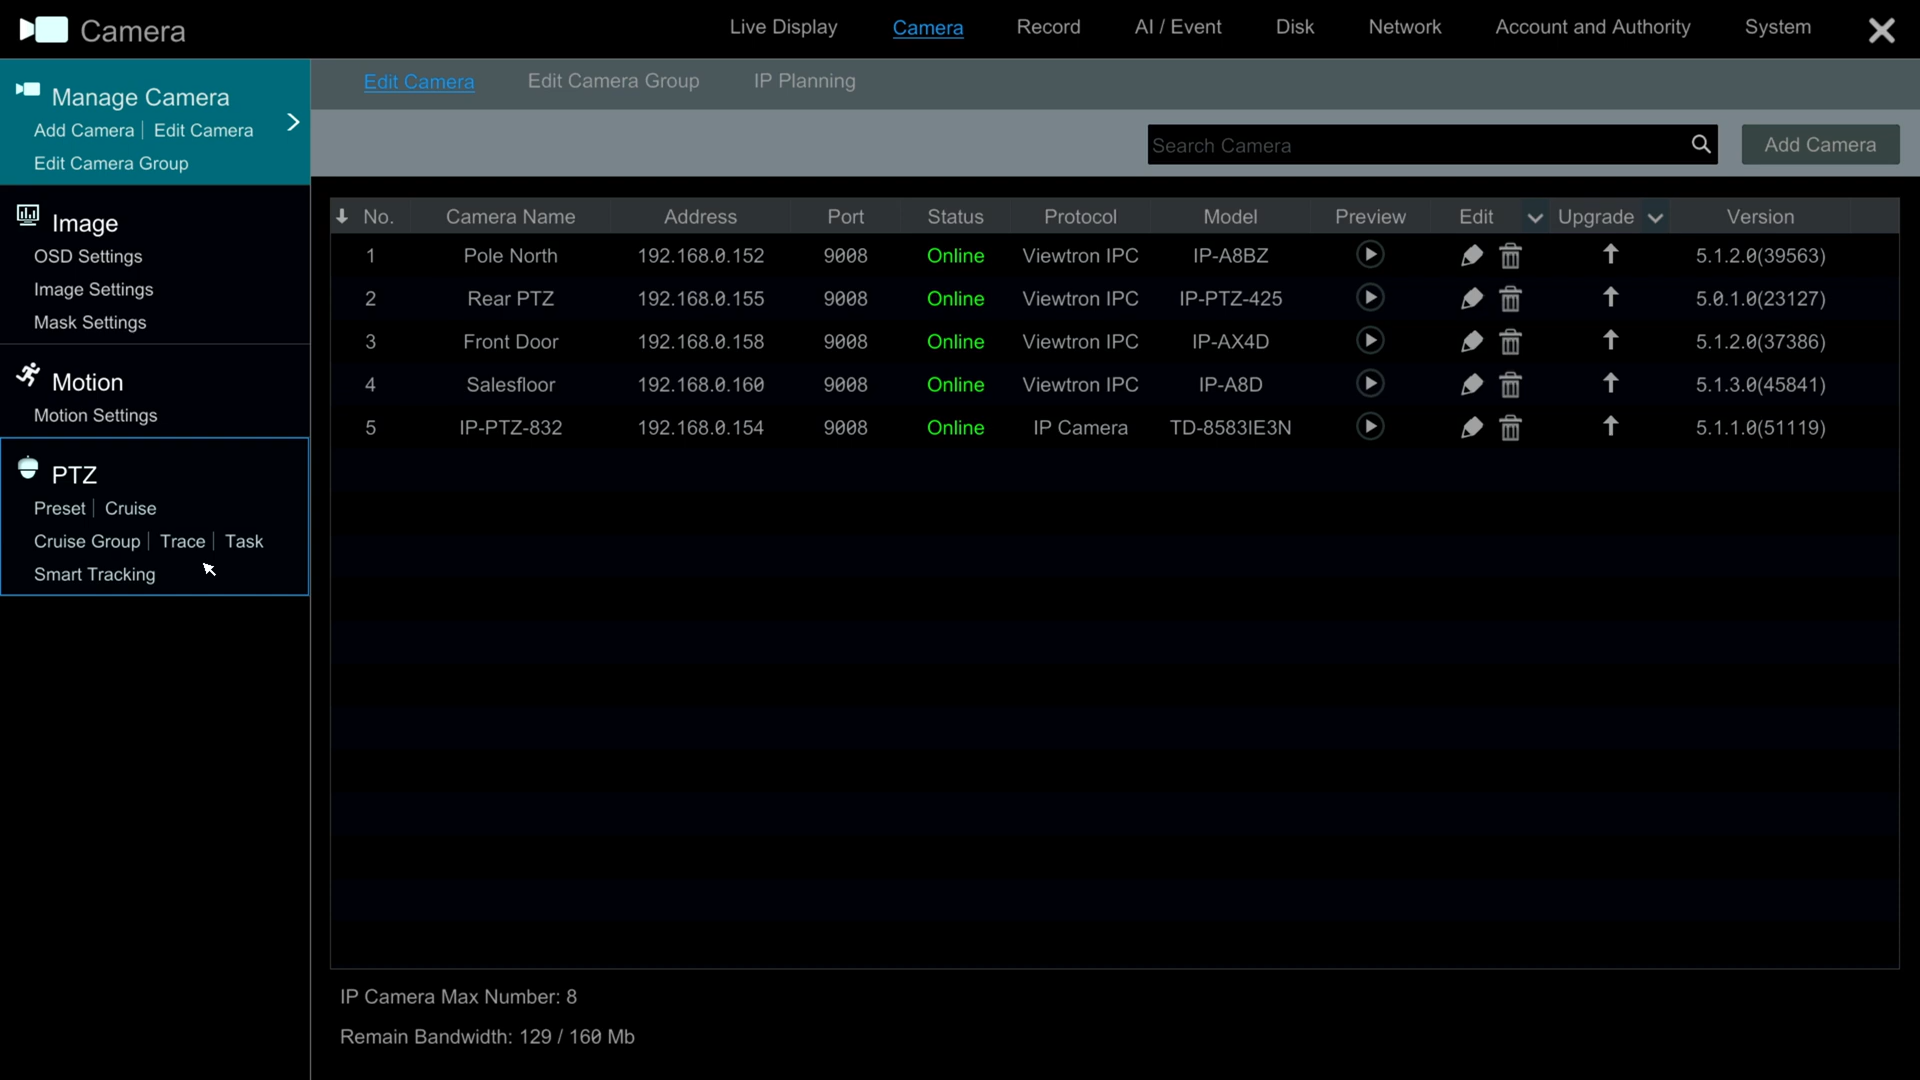 Camera
Live Display Camera Record AI / Event Disk Network Account and Authority System
Manage Camera
Add Camera | Edit Camera
Edit Camera Group
Image
OSD Settings
Image Settings
Mask Settings
Motion
Motion Settings
PTZ
Preset | Cruise
Cruise Group | Trace | Task
Smart Tracking
Edit Camera Edit Camera Group IP Planning
Search Camera Add Camera
No. Camera Name Address Port Status Protocol Model Preview Edit Upgrade Version
1 Pole North 192.168.0.152 9008 Online Viewtron IPC IP-A8BZ 5.1.2.0(39563)
2 Rear PTZ 192.168.0.155 9008 Online Viewtron IPC IP-PTZ-425 5.0.1.0(23127)
3 Front Door 192.168.0.158 9008 Online Viewtron IPC IP-AX4D 5.1.2.0(37386)
4 Salesfloor 192.168.0.160 9008 Online Viewtron IPC IP-A8D 5.1.3.0(45841)
5 IP-PTZ-832 192.168.0.154 9008 Online IP Camera TD-8583IE3N 5.1.1.0(51119)
IP Camera Max Number: 8
Remain Bandwidth: 129 / 160 Mb